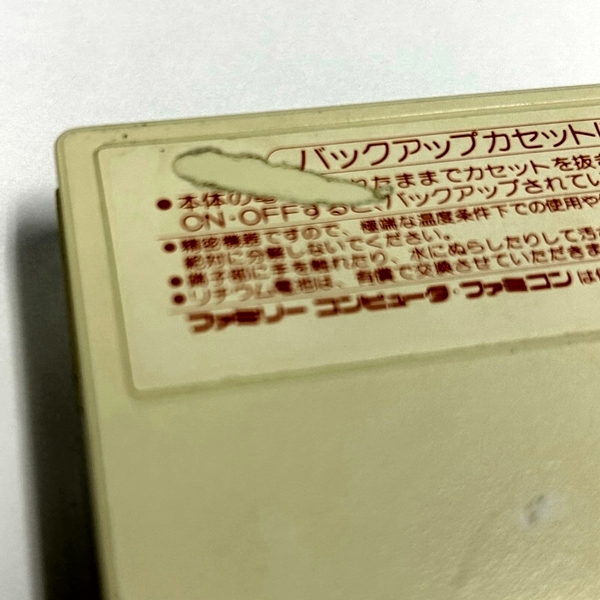 バックアップカセット
●本体の れたままでカセットを抜き
ON・OFFすると、バックアップされてい
●精密機器ですので、極端な温度条件下での使用や
絶対に分解しないでください。
●端子部に手を触れたり、水にぬらしたりして汚
●リチウム電池は、有償で交換させていただきま
ファミリーコンピュータ・ファミコンは